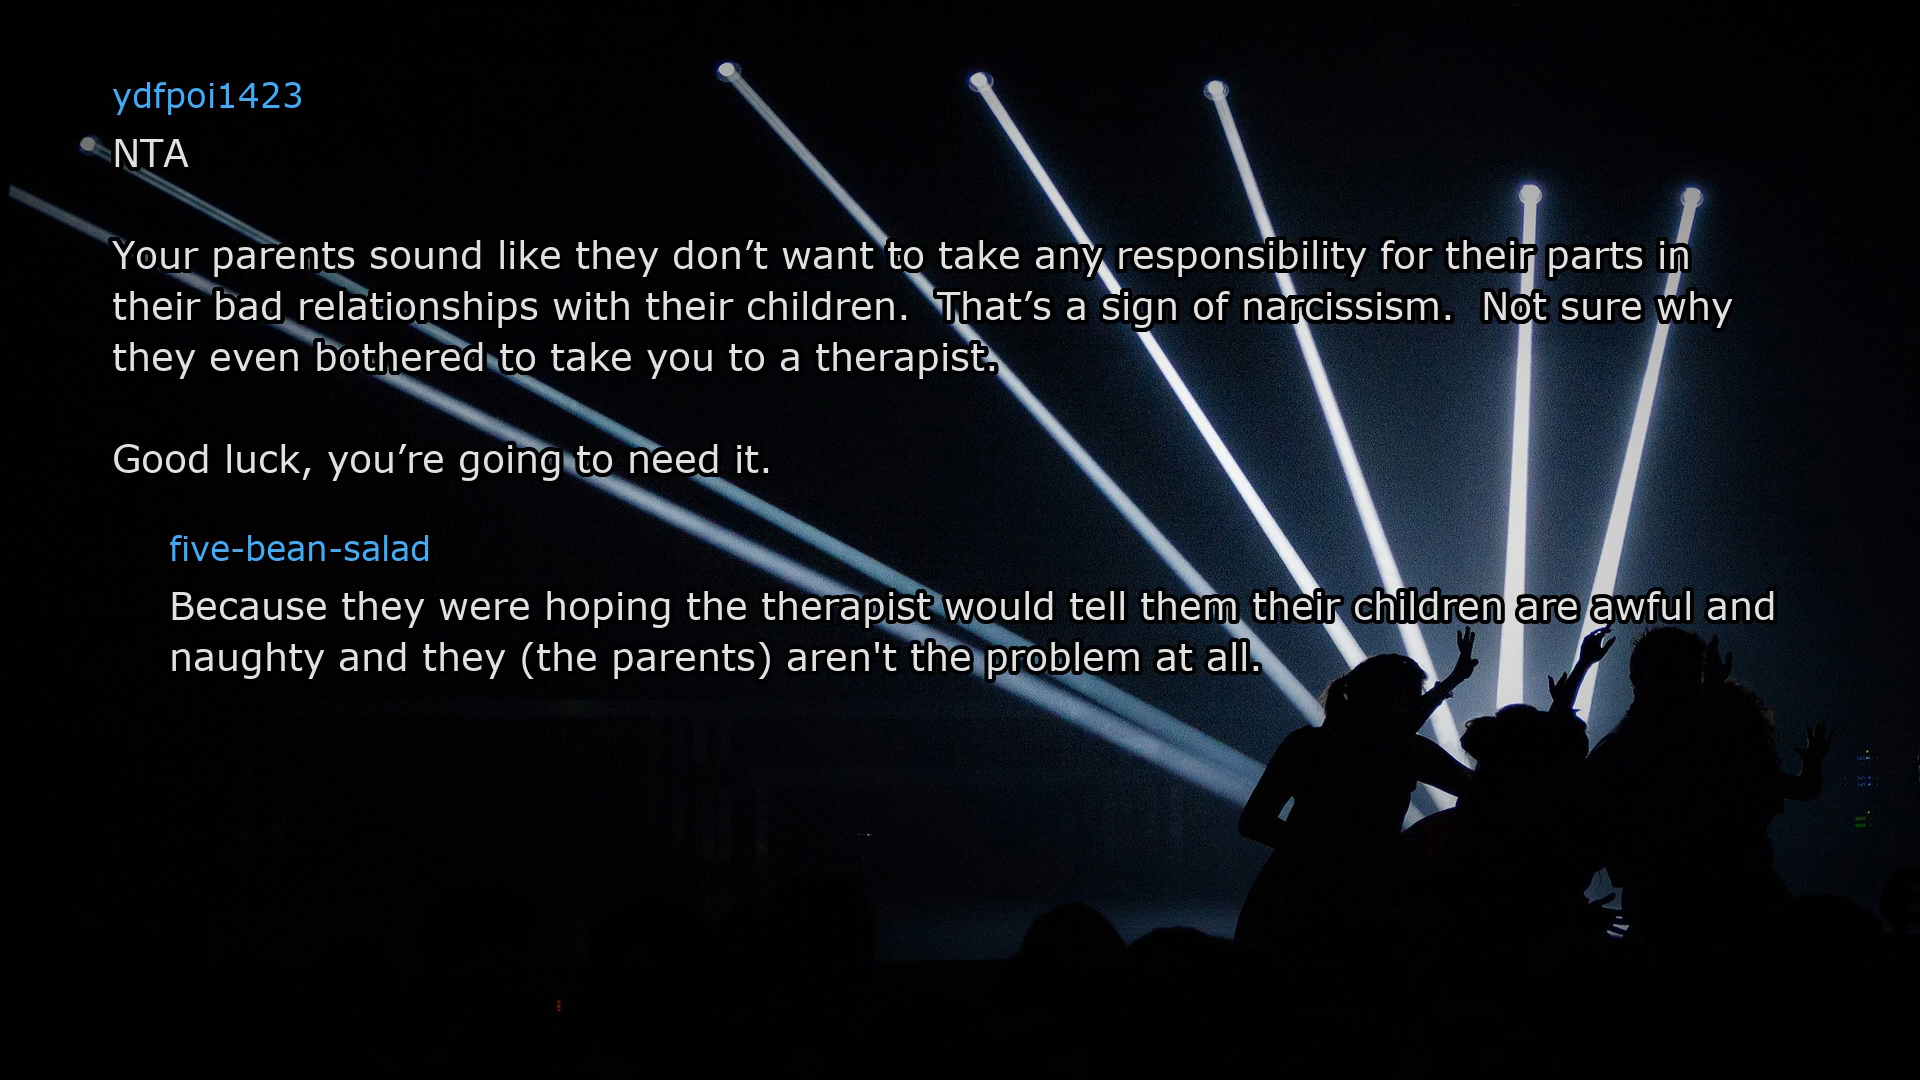 ydfpoi1423
NTA
Your parents sound like they don’t want to take any responsibility for their parts in
their bad relationships with their children.  That’s a sign of narcissism.  Not sure why
they even bothered to take you to a therapist.
Good luck, you’re going to need it.
five-bean-salad
Because they were hoping the therapist would tell them their children are awful and
naughty and they (the parents) aren't the problem at all.